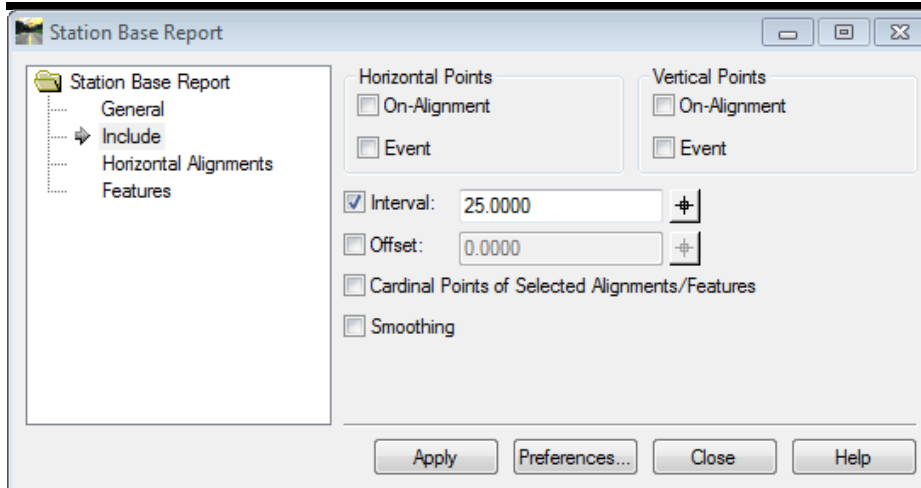 Station Base Report
Station Base Report
General
Include
Horizontal Alignments
Features
Horizontal Points
On-Alignment
Event
Vertical Points
On-Alignment
Event
Interval: 25.0000
Offset: 0.0000
Cardinal Points of Selected Alignments/Features
Smoothing
Apply Preferences... Close Help